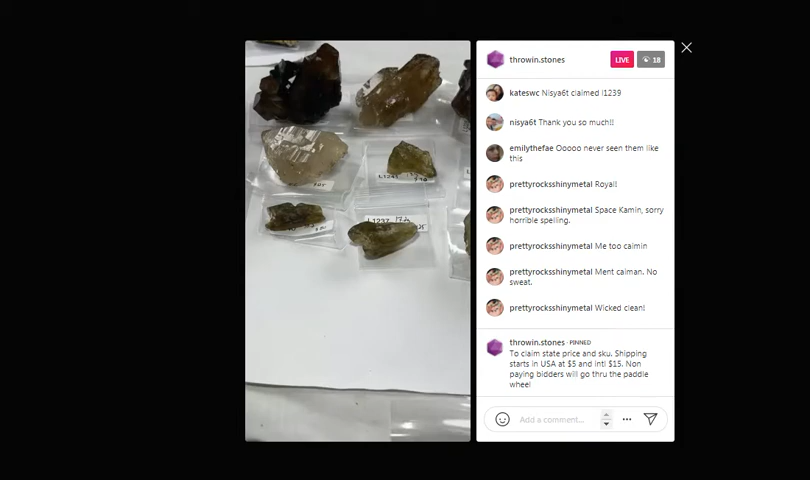 throwin.stones
LIVE
18
kateswc Nisya6t claimed l1239
nisya6t Thank you so much!!
emilythefae Ooooo never seen them like
this
prettyrocksshinymetal Royal!
prettyrocksshinymetal Space Kamin, sorry
horrible spelling.
prettyrocksshinymetal Me too caimin
prettyrocksshinymetal Ment caiman. No
sweat.
prettyrocksshinymetal Wicked clean!
throwin.stones · PINNED
To claim state price and sku. Shipping
starts in USA at $5 and intl $15. Non
paying bidders will go thru the paddle
wheel
Add a comment...
L1241
L1237